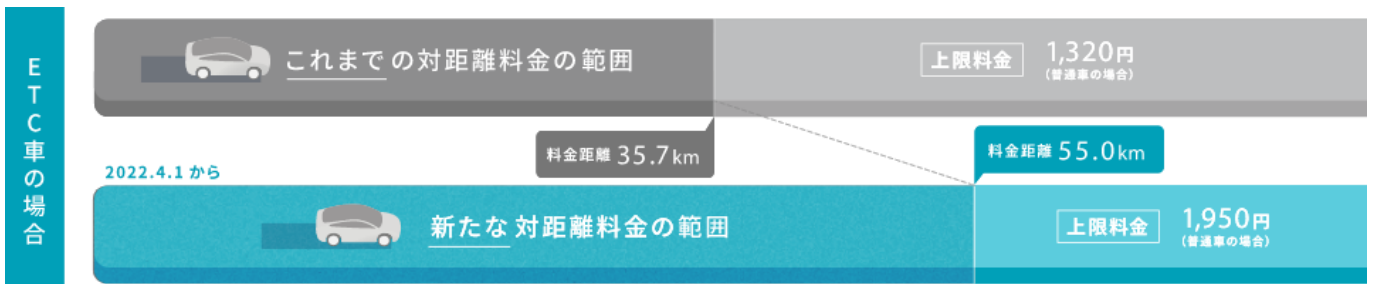 ETC車の場合
これまでの対距離料金の範囲
上限料金
1,320円
(普通車の場合)
料金距離 35.7km
料金距離 55.0km
2022.4.1から
新たな対距離料金の範囲
上限料金
1,950円
(普通車の場合)